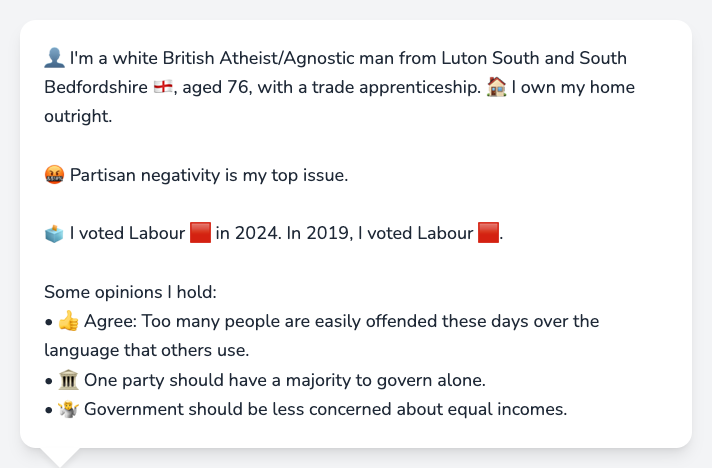 👤 I'm a white British Atheist/Agnostic man from Luton South and South
Bedfordshire 🏴󠁧󠁢󠁥󠁮󠁧󠁿, aged 76, with a trade apprenticeship. 🏠 I own my home
outright.
🤬 Partisan negativity is my top issue.
🗳️ I voted Labour 🟥 in 2024. In 2019, I voted Labour 🟥.
Some opinions I hold:
• 👍 Agree: Too many people are easily offended these days over the
language that others use.
• 🏛️ One party should have a majority to govern alone.
• 🤷 Government should be less concerned about equal incomes.